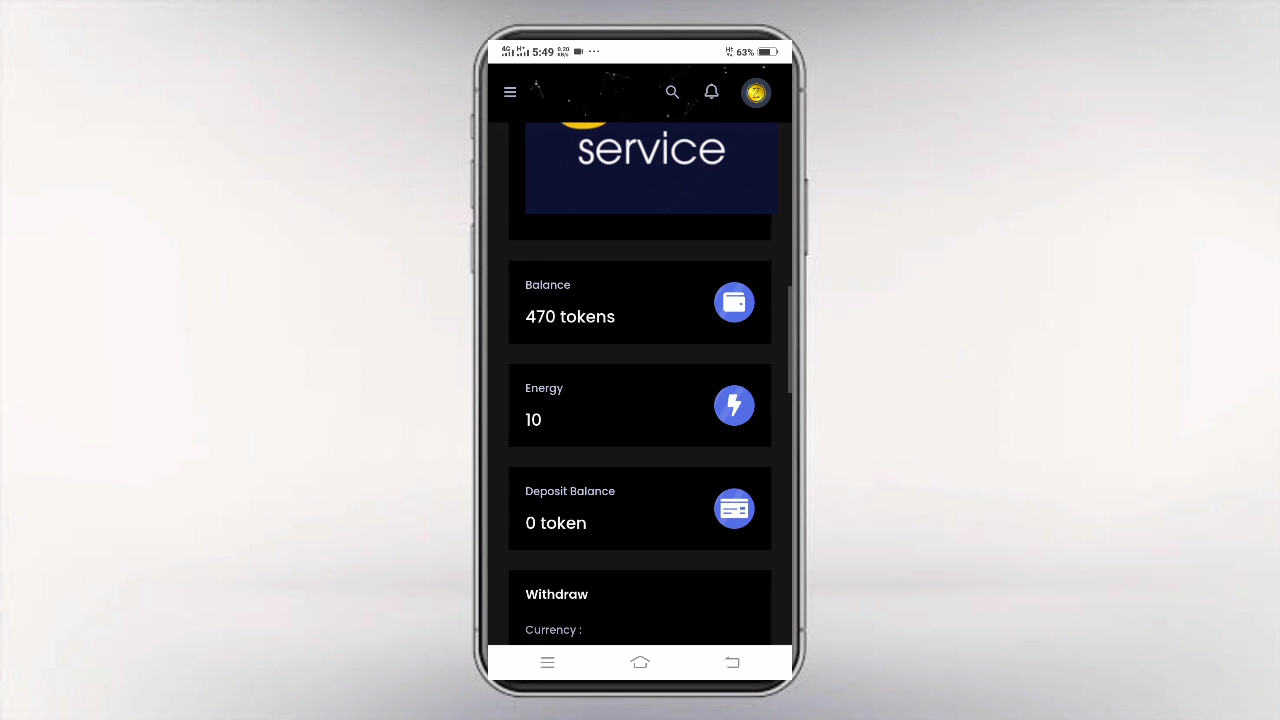 5:49
63%
service
Balance
470 tokens
Energy
10
Deposit Balance
0 token
Withdraw
Currency :